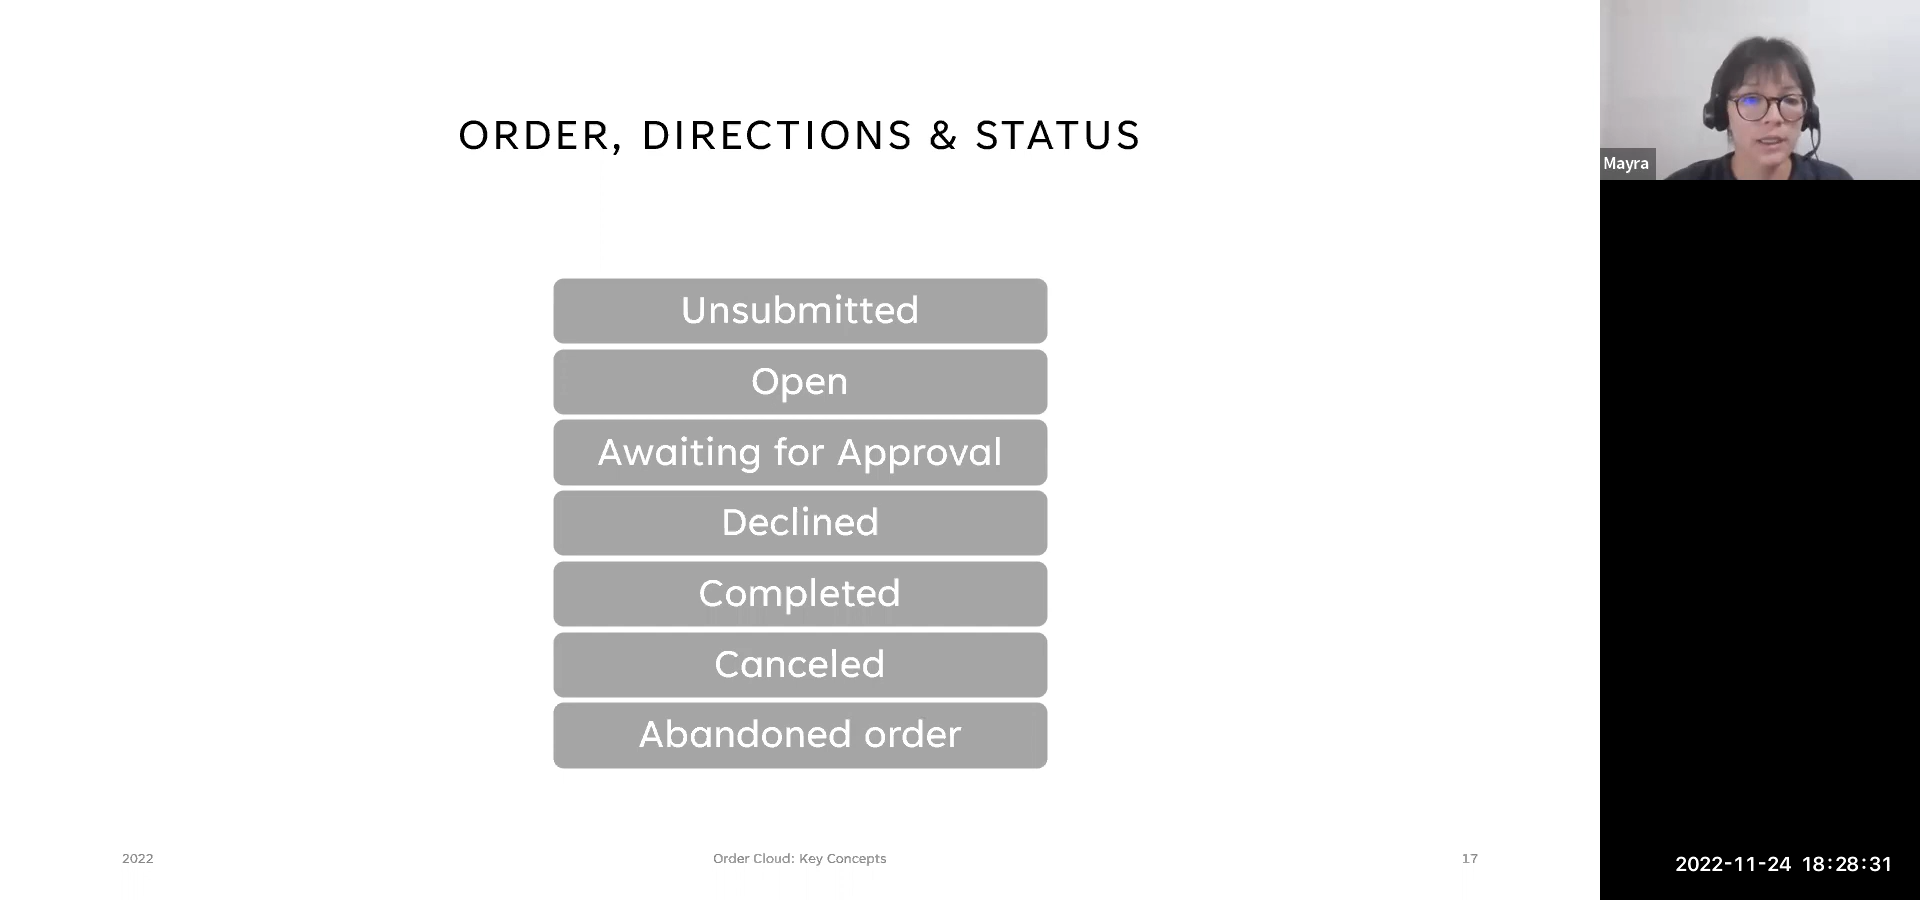 ORDER, DIRECTIONS & STATUS
Unsubmitted
Open
Awaiting for Approval
Declined
Completed
Canceled
Abandoned order
2022
Order Cloud: Key Concepts
17
Mayra
2022-11-24 18:28:31